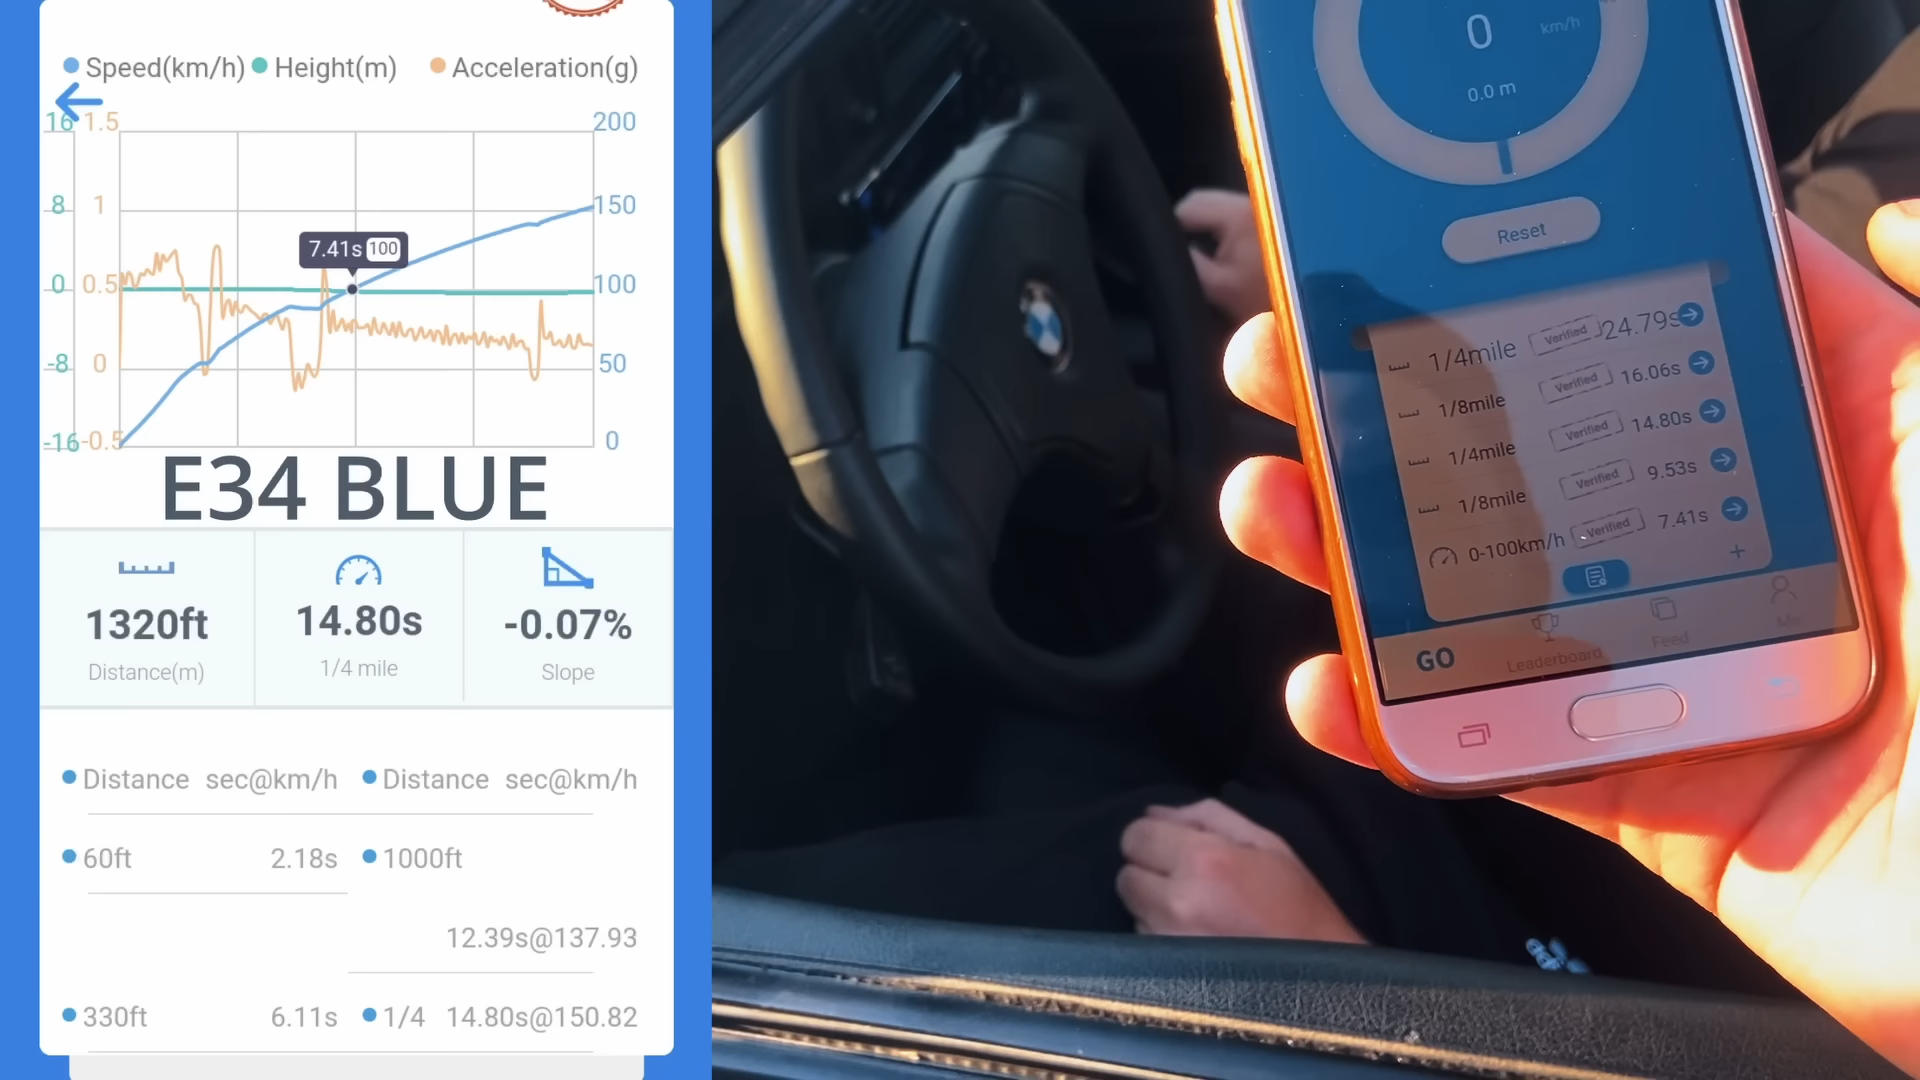 Speed(km/h) Height(m) Acceleration(g)
16 1.5 200
8 1 150
7.41s 100
0 0.5 100
-8 0 50
-16 -0.5 0
E34 BLUE
1320ft 14.80s -0.07%
Distance(m) 1/4 mile Slope
Distance sec@km/h Distance sec@km/h
60ft 2.18s 1000ft
12.39s@137.93
330ft 6.11s 1/4 14.80s@150.82
0 km/h
0.0 m
Reset
1/4mile Verified 24.79s
1/8mile Verified 16.06s
1/4mile Verified 14.80s
1/8mile Verified 9.53s
0-100km/h Verified 7.41s
+
GO Leaderboard Feed Me